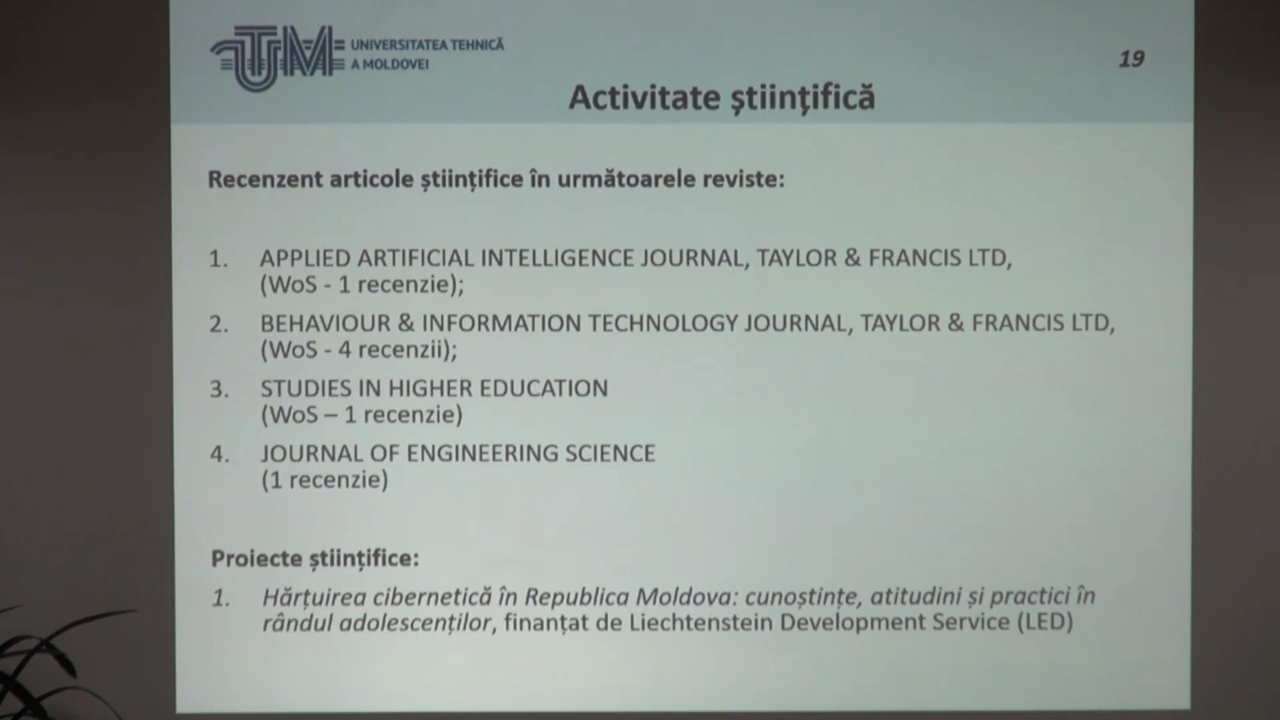 UTM UNIVERSITATEA TEHNICĂ
A MOLDOVEI
19
Activitate științifică
Recenzent articole științifice în următoarele reviste:
1. APPLIED ARTIFICIAL INTELLIGENCE JOURNAL, TAYLOR & FRANCIS LTD,
(WoS - 1 recenzie);
2. BEHAVIOUR & INFORMATION TECHNOLOGY JOURNAL, TAYLOR & FRANCIS LTD,
(WoS - 4 recenzii);
3. STUDIES IN HIGHER EDUCATION
(WoS – 1 recenzie)
4. JOURNAL OF ENGINEERING SCIENCE
(1 recenzie)
Proiecte științifice:
1. Hărțuirea cibernetică în Republica Moldova: cunoștințe, atitudini și practici în
rândul adolescenților, finanțat de Liechtenstein Development Service (LED)